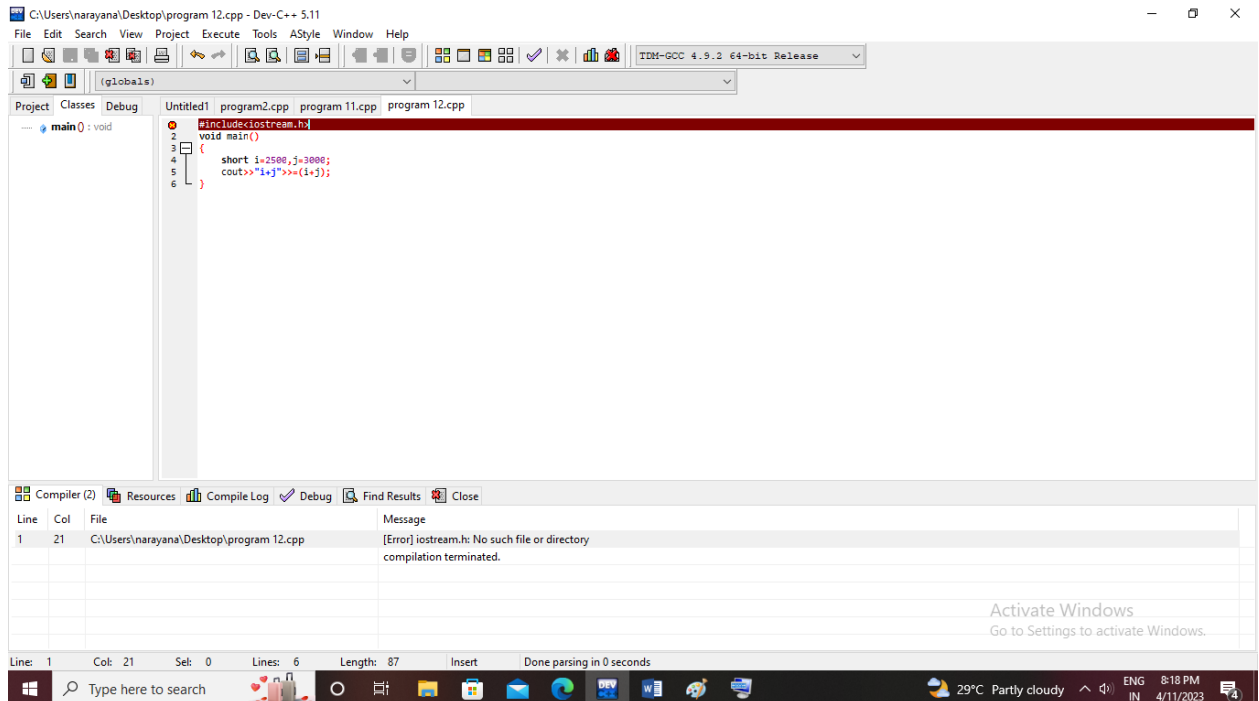 C:\Users\narayana\Desktop\program 12.cpp - Dev-C++ 5.11
File Edit Search View Project Execute Tools AStyle Window Help
TDM-GCC 4.9.2 64-bit Release
(globals)
Project Classes Debug Untitled1 program2.cpp program 11.cpp program 12.cpp
main () : void
#include<iostream.h>
2 void main()
3 {
4 short i=2500,j=3000;
5 cout>>"i+j">>=(i+j);
6 }
Compiler (2) Resources Compile Log Debug Find Results Close
Line Col File Message
1 21 C:\Users\narayana\Desktop\program 12.cpp [Error] iostream.h: No such file or directory
compilation terminated.
Activate Windows
Go to Settings to activate Windows.
Line: 1 Col: 21 Sel: 0 Lines: 6 Length: 87 Insert Done parsing in 0 seconds
Type here to search DEV W 29°C Partly cloudy ENG 8:18 PM
IN 4/11/2023 4